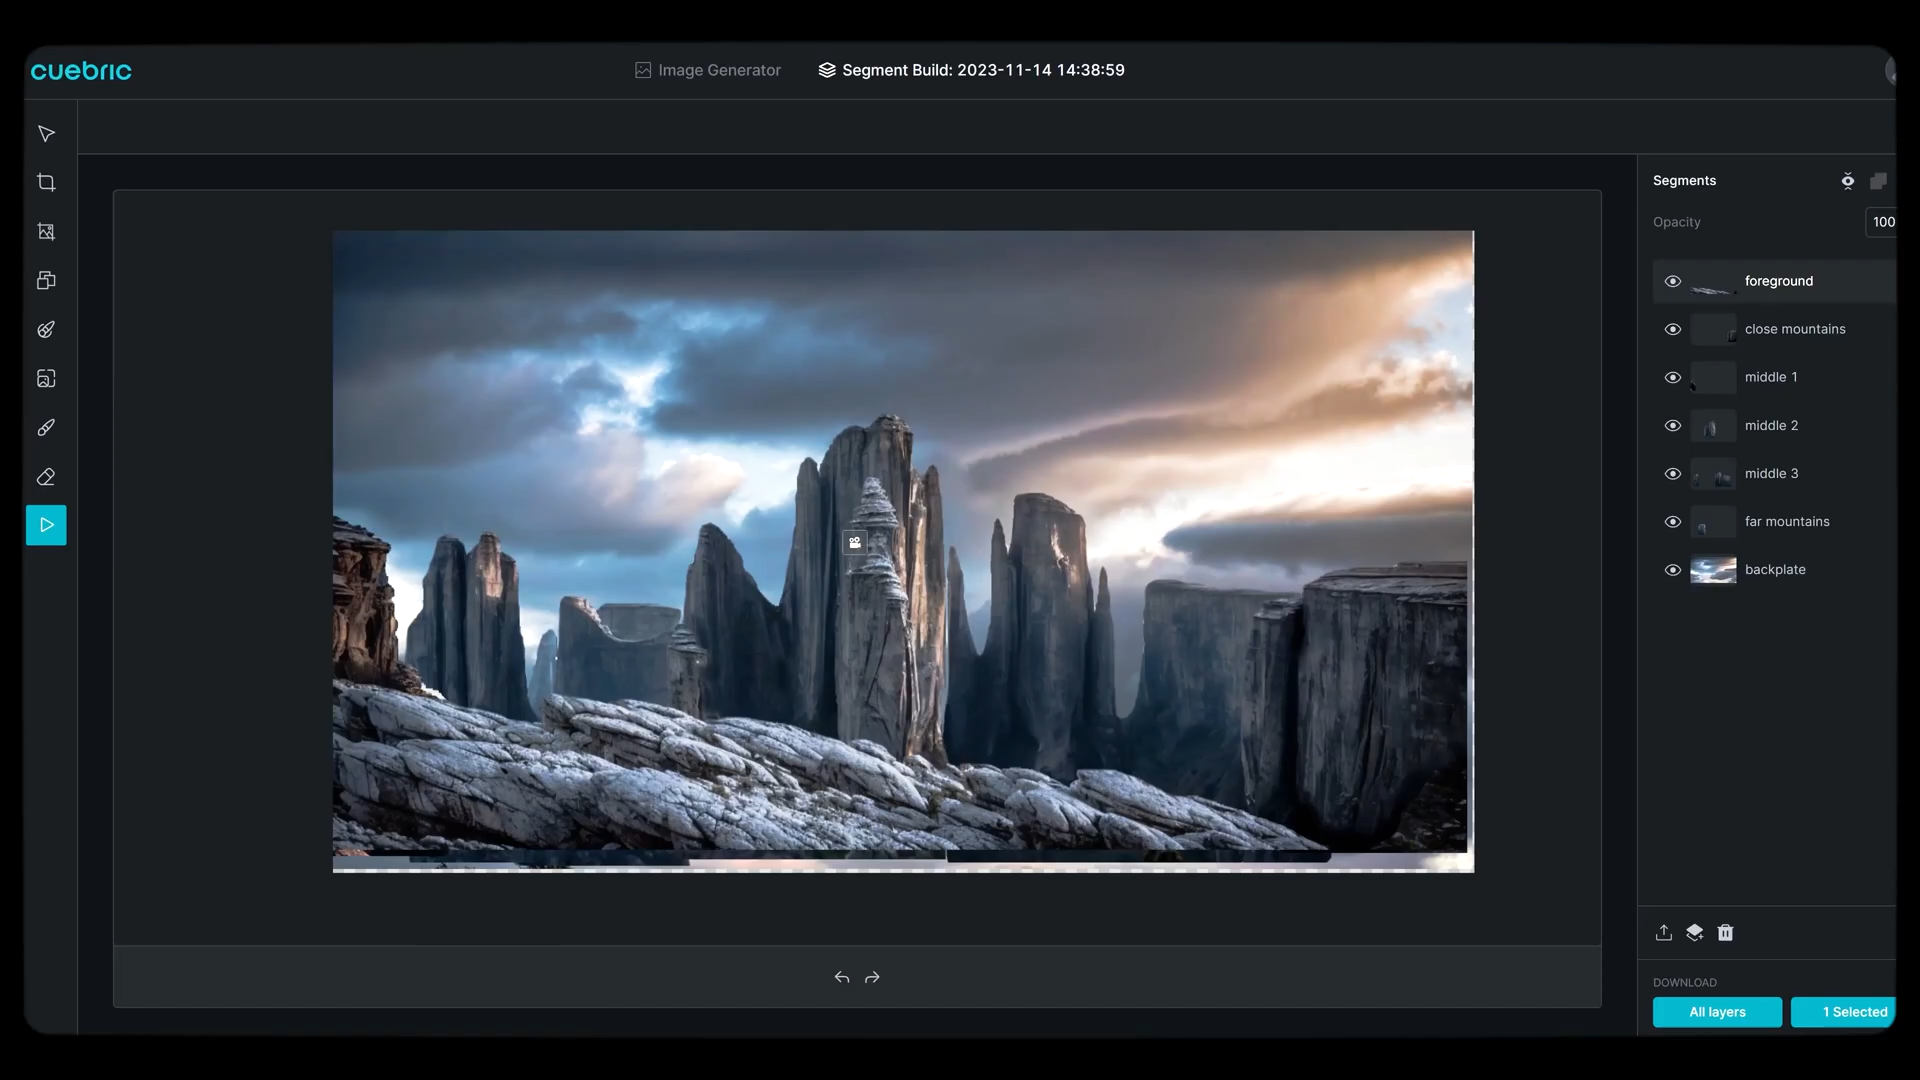 cuebric
Image Generator
Segment Build: 2023-11-14 14:38:59
Segments
Opacity
100
foreground
close mountains
middle 1
middle 2
middle 3
far mountains
backplate
DOWNLOAD
All layers
1 Selected